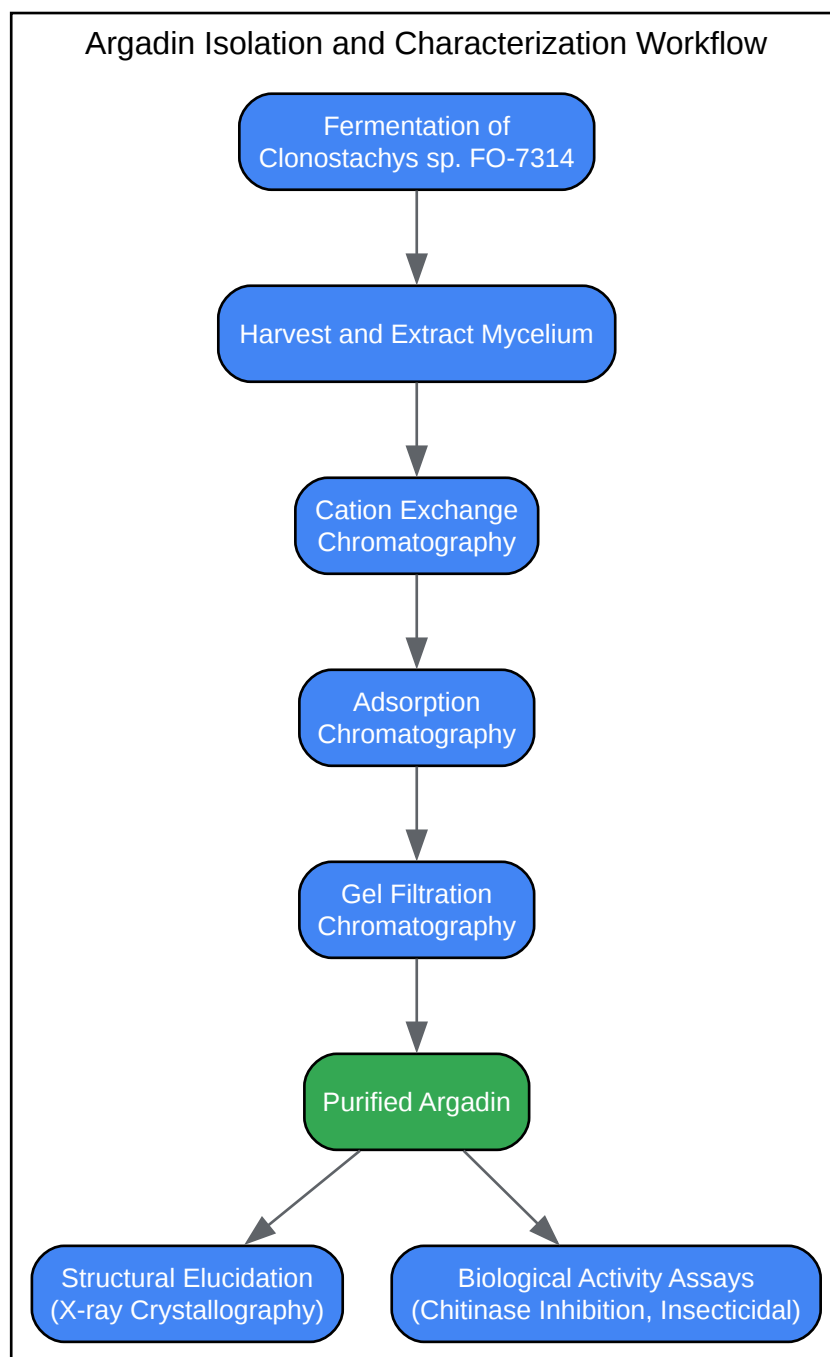 Argadin Isolation and Characterization Workflow
Fermentation of
Clonostachys sp. FO-7314
Harvest and Extract Mycelium
Cation Exchange
Chromatography
Adsorption
Chromatography
Gel Filtration
Chromatography
Purified Argadin
Structural Elucidation
(X-ray Crystallography)
Biological Activity Assays
(Chitinase Inhibition, Insecticidal)